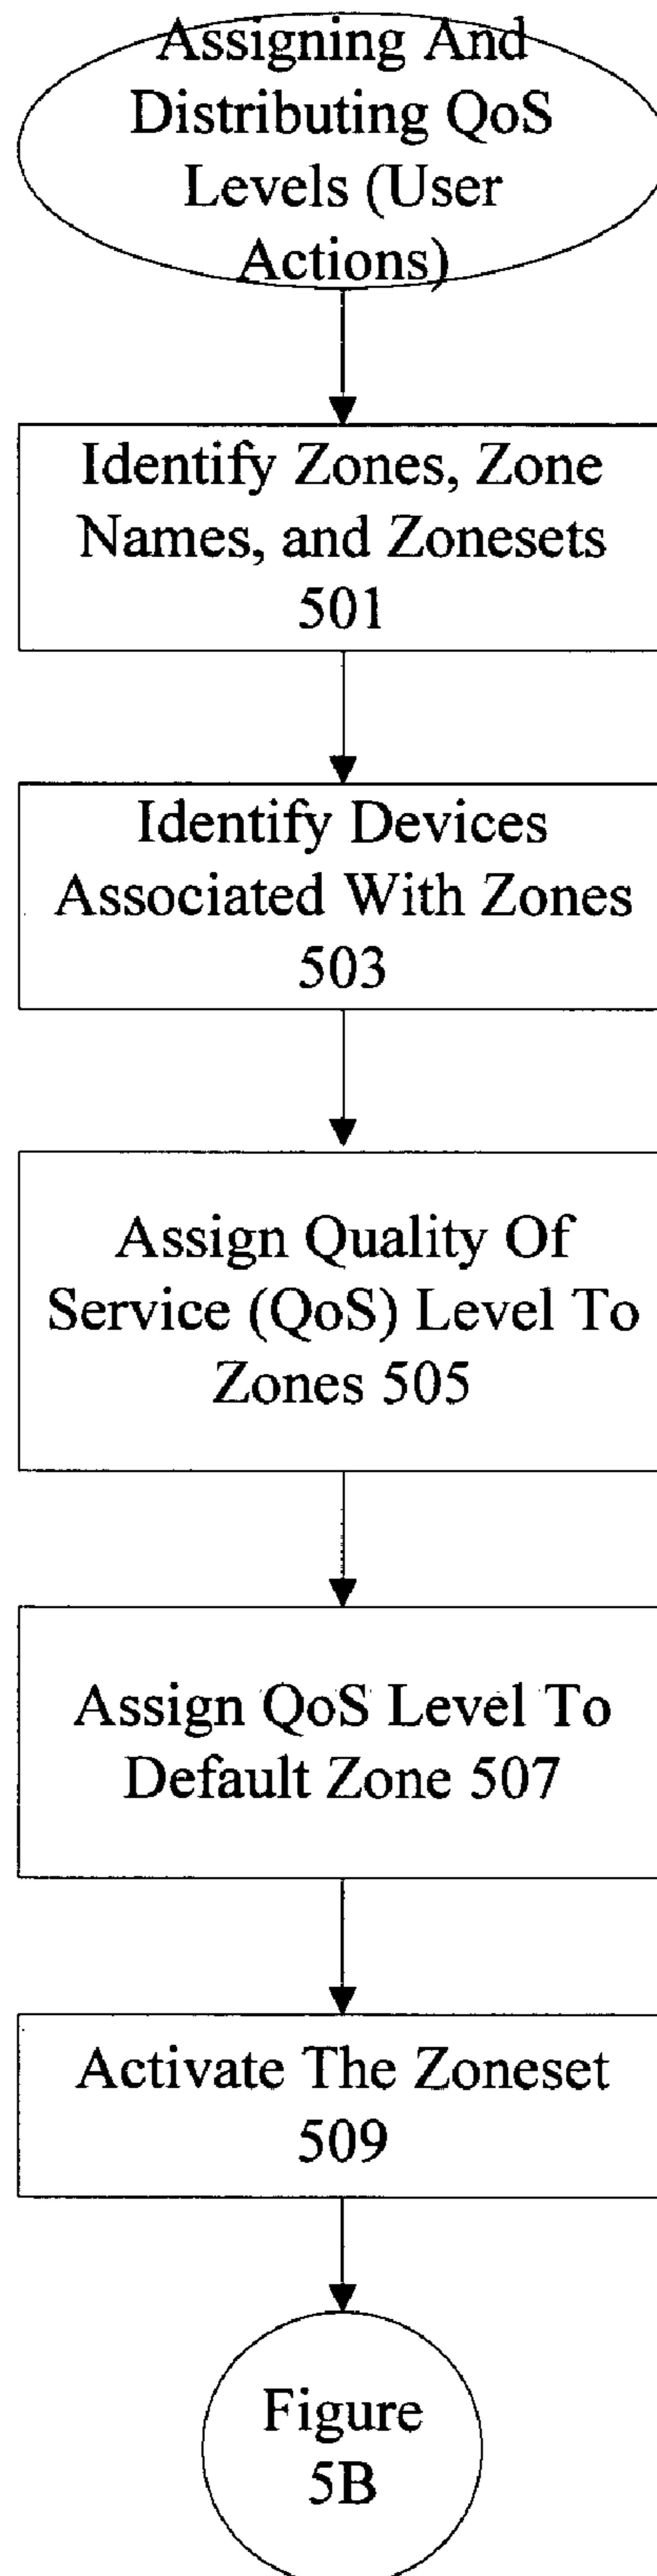 Assigning And
Distributing QoS
Levels (User
Actions)
Identify Zones, Zone
Names, and Zonesets
501
Identify Devices
Associated With Zones
503
Assign Quality Of
Service (QoS) Level To
Zones 505
Assign QoS Level To
Default Zone 507
Activate The Zoneset
509
Figure
5B